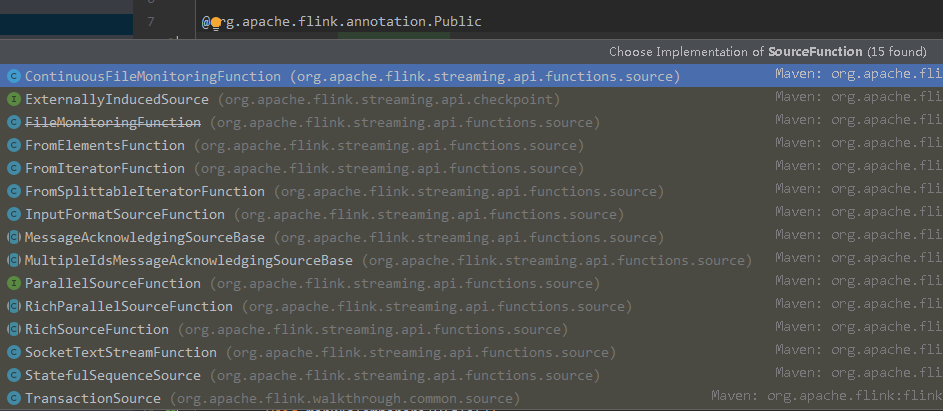 7 @org.apache.flink.annotation.Public
Choose Implementation of SourceFunction (15 found)
ContinuousFileMonitoringFunction (org.apache.flink.streaming.api.functions.source) Maven: org.apache.fli
ExternallyInducedSource (org.apache.flink.streaming.api.checkpoint) Maven: org.apache.fli
FileMonitoringFunction (org.apache.flink.streaming.api.functions.source) Maven: org.apache.fli
FromElementsFunction (org.apache.flink.streaming.api.functions.source) Maven: org.apache.fli
FromIteratorFunction (org.apache.flink.streaming.api.functions.source) Maven: org.apache.fli
FromSplittableIteratorFunction (org.apache.flink.streaming.api.functions.source) Maven: org.apache.fli
InputFormatSourceFunction (org.apache.flink.streaming.api.functions.source) Maven: org.apache.fli
MessageAcknowledgingSourceBase (org.apache.flink.streaming.api.functions.source) Maven: org.apache.fli
MultipleIdsMessageAcknowledgingSourceBase (org.apache.flink.streaming.api.functions.source) Maven: org.apache.fli
ParallelSourceFunction (org.apache.flink.streaming.api.functions.source) Maven: org.apache.fli
RichParallelSourceFunction (org.apache.flink.streaming.api.functions.source) Maven: org.apache.fli
RichSourceFunction (org.apache.flink.streaming.api.functions.source) Maven: org.apache.fli
SocketTextStreamFunction (org.apache.flink.streaming.api.functions.source) Maven: org.apache.fli
StatefulSequenceSource (org.apache.flink.streaming.api.functions.source) Maven: org.apache.fli
TransactionSource (org.apache.flink.walkthrough.common.source) Maven: org.apache.flink:flink